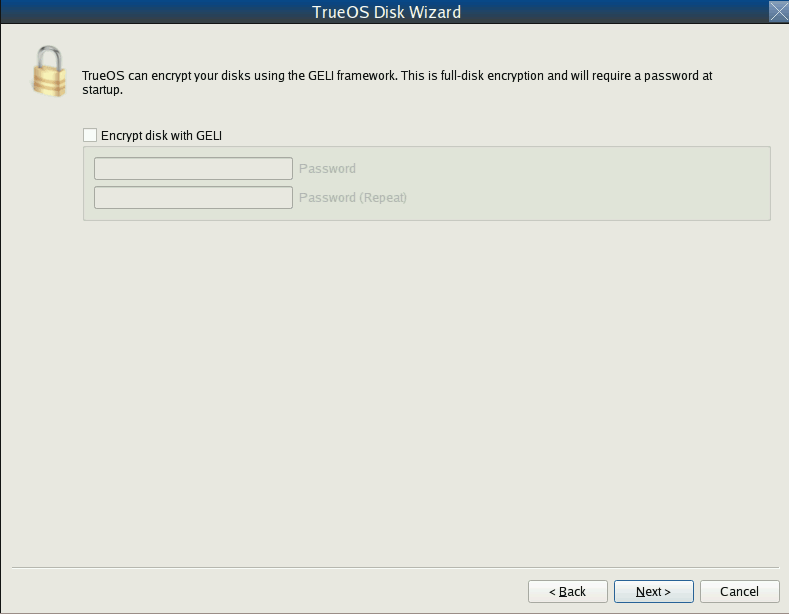 TrueOS Disk Wizard
TrueOS can encrypt your disks using the GELI framework. This is full-disk encryption and will require a password at
startup.
Encrypt disk with GELI
Password
Password (Repeat)
< Back
Next >
Cancel